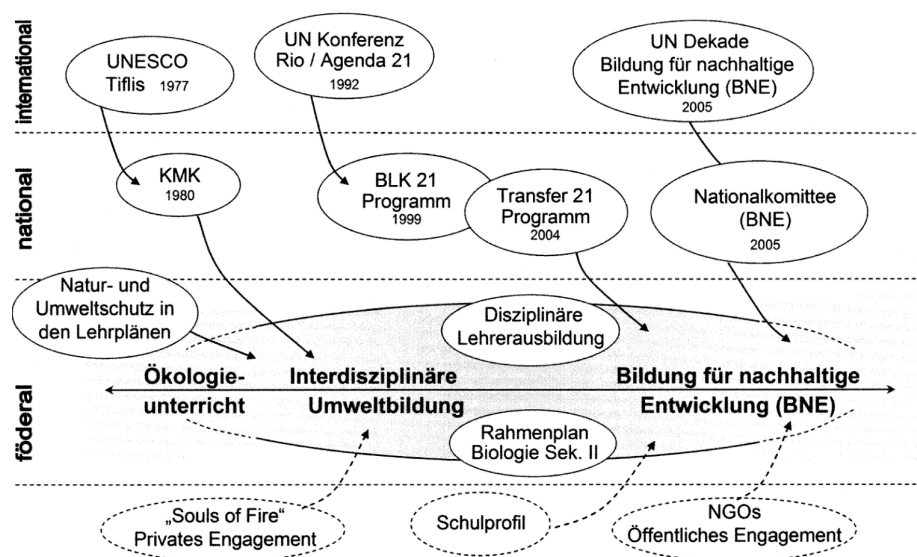 international
UNESCO
Tiflis 1977
UN Konferenz
Rio / Agenda 21
1992
UN Dekade
Bildung für nachhaltige
Entwicklung (BNE)
2005
national
KMK
1980
BLK 21
Programm
1999
Transfer 21
Programm
2004
Nationalkomittee
(BNE)
2005
föderal
Natur- und
Umweltschutz in
den Lehrplänen
Disziplinäre
Lehrerausbildung
Ökologie-
unterricht
Interdisziplinäre
Umweltbildung
Bildung für nachhaltige
Entwicklung (BNE)
Rahmenplan
Biologie Sek. II
„Souls of Fire“
Privates Engagement
Schulprofil
NGOs
Öffentliches Engagement